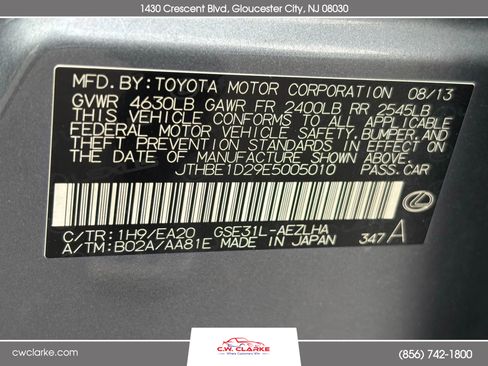 1430 Crescent Blvd, Gloucester City, NJ 08030
MFD. BY: TOYOTA MOTOR CORPORATION 08/13
GVWR 4630LB GAWR FR 2400LB RR 2545LB
THIS VEHICLE CONFORMS TO ALL APPLICABLE
FEDERAL MOTOR VEHICLE SAFETY, BUMPER, AND
THEFT PREVENTION STANDARDS IN EFFECT ON
THE DATE OF MANUFACTURE SHOWN ABOVE.
JTHBE1D29E5005010 PASS. CAR
C/TR: 1H9/EA20 GSE31L-AEZLHA
A/TM: B02A/AA81E MADE IN JAPAN 347 A
C.W. CLARKE
Where Customers Win
cwclarke.com
(856) 742-1800